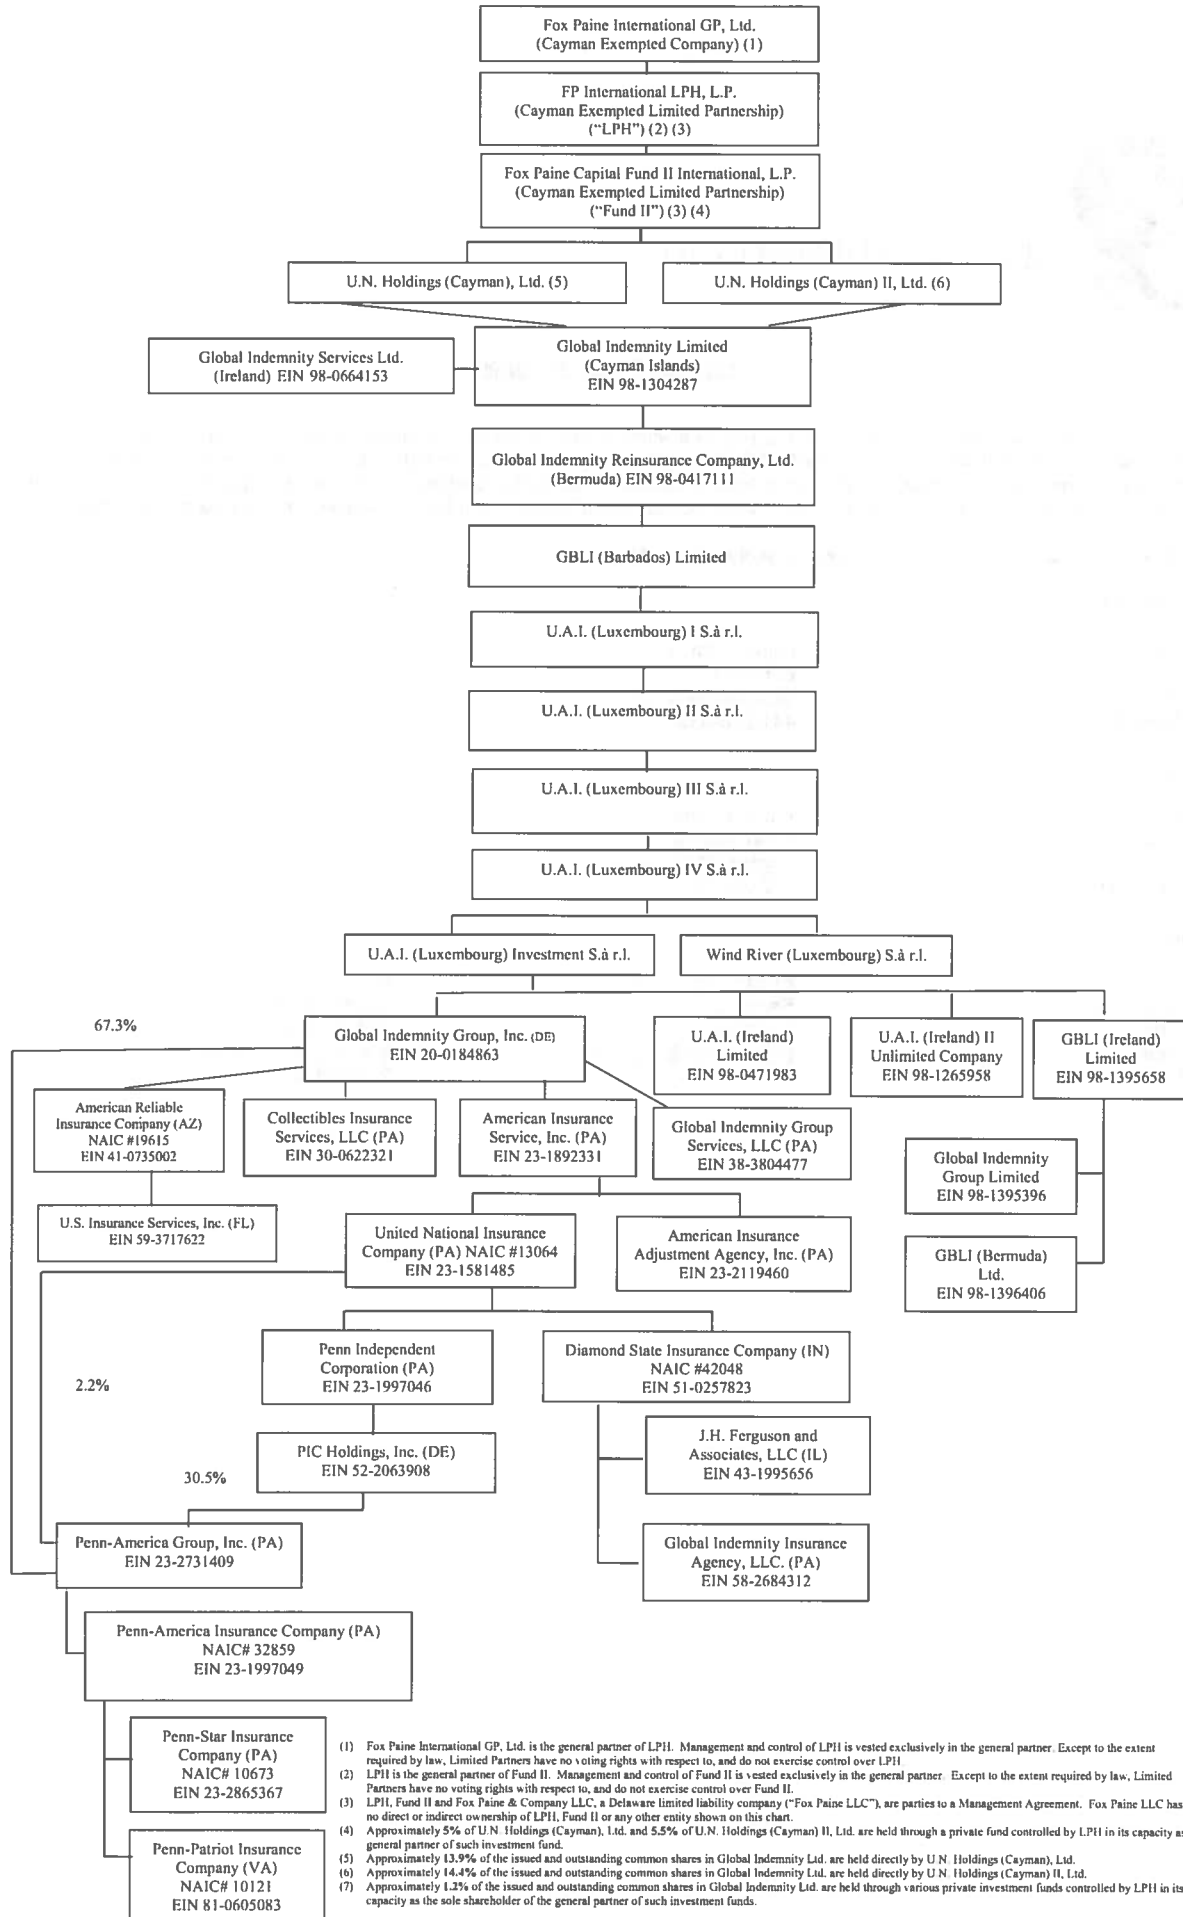 Fox Paine International GP, Ltd.
(Cayman Exempted Company) (1)
FP International LPH, L.P.
(Cayman Exempted Limited Partnership)
("LPH") (2) (3)
Fox Paine Capital Fund II International, L.P.
(Cayman Exempted Limited Partnership)
("Fund II") (3) (4)
U.N. Holdings (Cayman), Ltd. (5)
U.N. Holdings (Cayman) II, Ltd. (6)
Global Indemnity Services Ltd.
(Ireland) EIN 98-0664153
Global Indemnity Limited
(Cayman Islands)
EIN 98-1304287
Global Indemnity Reinsurance Company, Ltd.
(Bermuda) EIN 98-0417111
GBLI (Barbados) Limited
U.A.I. (Luxembourg) I S.à r.l.
U.A.I. (Luxembourg) II S.à r.l.
U.A.I. (Luxembourg) III S.à r.l.
U.A.I. (Luxembourg) IV S.à r.l.
U.A.I. (Luxembourg) Investment S.à r.l.
Wind River (Luxembourg) S.à r.l.
67.3%
Global Indemnity Group, Inc. (DE)
EIN 20-0184863
U.A.I. (Ireland)
Limited
EIN 98-0471983
U.A.I. (Ireland) II
Unlimited Company
EIN 98-1265958
GBLI (Ireland)
Limited
EIN 98-1395658
American Reliable
Insurance Company (AZ)
NAIC #19615
EIN 41-0735002
Collectibles Insurance
Services, LLC (PA)
EIN 30-0622321
American Insurance
Service, Inc. (PA)
EIN 23-1892331
Global Indemnity Group
Services, LLC (PA)
EIN 38-3804477
Global Indemnity
Group Limited
EIN 98-1395396
U.S. Insurance Services, Inc. (FL)
EIN 59-3717622
United National Insurance
Company (PA) NAIC #13064
EIN 23-1581485
American Insurance
Adjustment Agency, Inc. (PA)
EIN 23-2119460
GBLI (Bermuda)
Ltd.
EIN 98-1396406
Penn Independent
Corporation (PA)
EIN 23-1997046
Diamond State Insurance Company (IN)
NAIC #42048
EIN 51-0257823
2.2%
PIC Holdings, Inc. (DE)
EIN 52-2063908
J.H. Ferguson and
Associates, LLC (IL)
EIN 43-1995656
30.5%
Penn-America Group, Inc. (PA)
EIN 23-2731409
Global Indemnity Insurance
Agency, LLC. (PA)
EIN 58-2684312
Penn-America Insurance Company (PA)
NAIC# 32859
EIN 23-1997049
Penn-Star Insurance
Company (PA)
NAIC# 10673
EIN 23-2865367
Penn-Patriot Insurance
Company (VA)
NAIC# 10121
EIN 81-0605083
(1) Fox Paine International GP, Ltd. is the general partner of LPH. Management and control of LPH is vested exclusively in the general partner. Except to the extent
required by law, Limited Partners have no voting rights with respect to, and do not exercise control over LPH
(2) LPH is the general partner of Fund II. Management and control of Fund II is vested exclusively in the general partner. Except to the extent required by law, Limited
Partners have no voting rights with respect to, and do not exercise control over Fund II.
(3) LPH, Fund II and Fox Paine & Company LLC, a Delaware limited liability company ("Fox Paine LLC"), are parties to a Management Agreement. Fox Paine LLC has
no direct or indirect ownership of LPH, Fund II or any other entity shown on this chart.
(4) Approximately 5% of U.N. Holdings (Cayman), Ltd. and 5.5% of U.N. Holdings (Cayman) II, Ltd. are held through a private fund controlled by LPH in its capacity as
general partner of such investment fund.
(5) Approximately 13.9% of the issued and outstanding common shares in Global Indemnity Ltd. are held directly by U.N. Holdings (Cayman), Ltd.
(6) Approximately 14.4% of the issued and outstanding common shares in Global Indemnity Ltd. are held directly by U.N. Holdings (Cayman) II, Ltd.
(7) Approximately 1.2% of the issued and outstanding common shares in Global Indemnity Ltd. are held through various private investment funds controlled by LPH in its
capacity as the sole shareholder of the general partner of such investment funds.